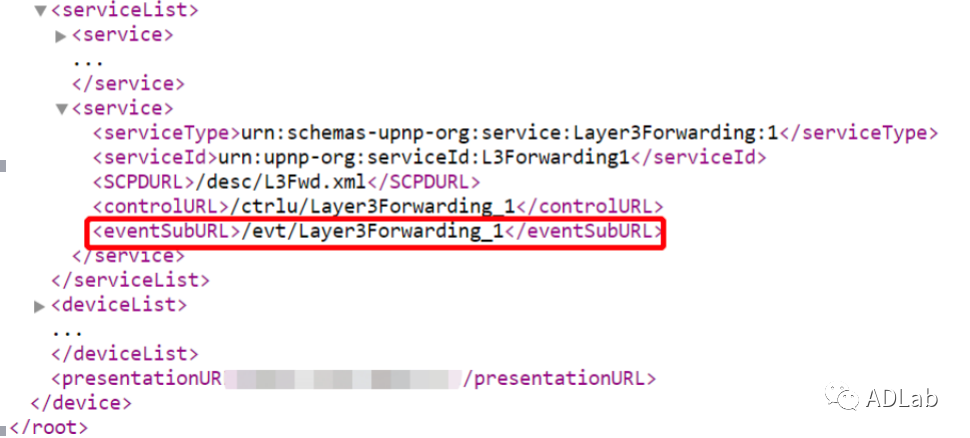 ▼<serviceList>
▶<service>
...
</service>
▼<service>
<serviceType>urn:schemas-upnp-org:service:Layer3Forwarding:1</serviceType>
<serviceId>urn:upnp-org:serviceId:L3Forwarding1</serviceId>
<SCPDURL>/desc/L3Fwd.xml</SCPDURL>
<controlURL>/ctrlu/Layer3Forwarding_1</controlURL>
<eventSubURL>/evt/Layer3Forwarding_1</eventSubURL>
</service>
</serviceList>
▶<deviceList>
...
</deviceList>
<presentationUR /presentationURL>
</device>
</root>
ADLab